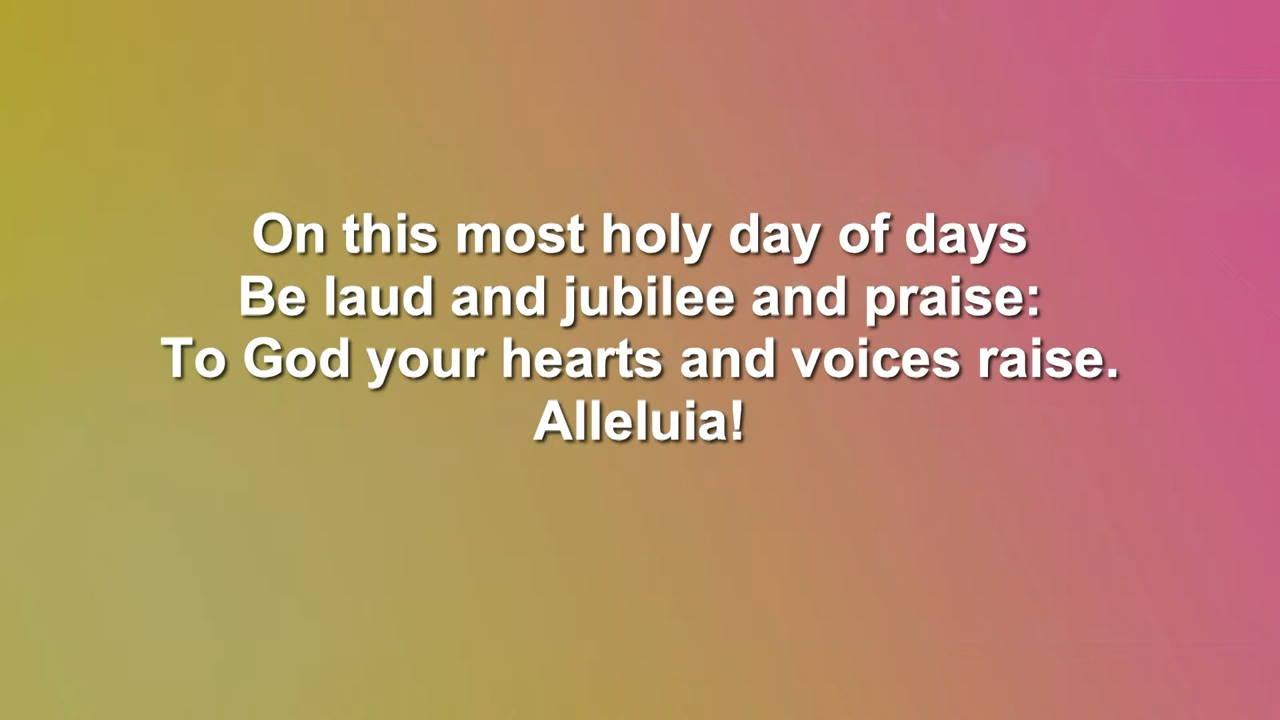 On this most holy day of days
Be laud and jubilee and praise:
To God your hearts and voices raise.
Alleluia!